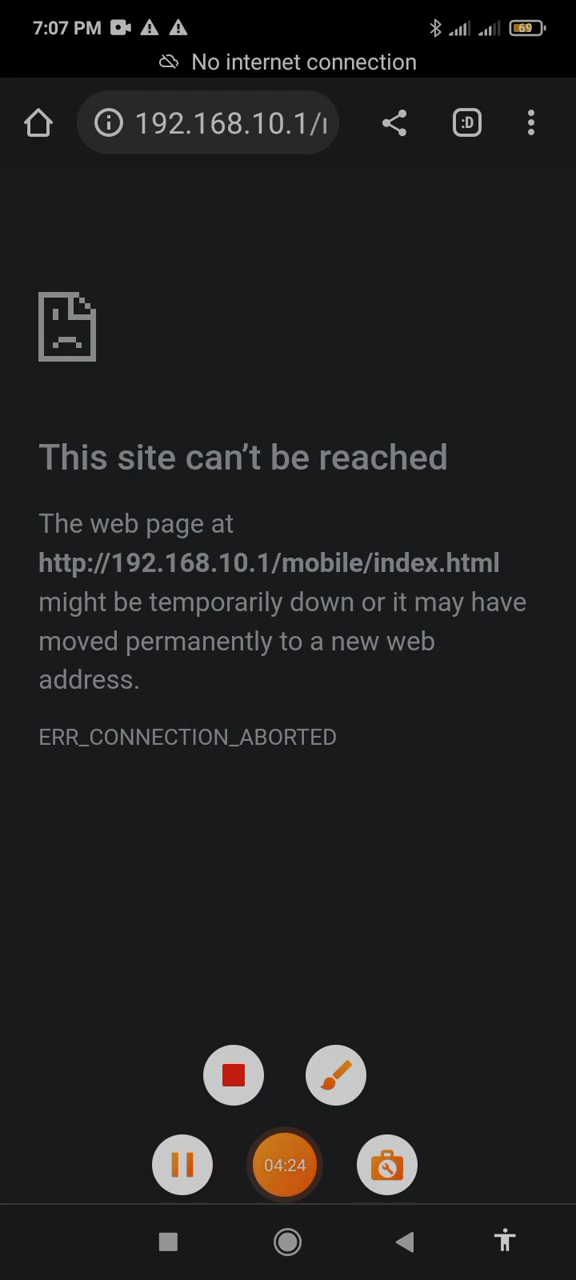 7:07 PM
69
No internet connection
192.168.10.1/
:D
This site can't be reached
The web page at
http://192.168.10.1/mobile/index.html
might be temporarily down or it may have
moved permanently to a new web
address.
ERR_CONNECTION_ABORTED
04:24